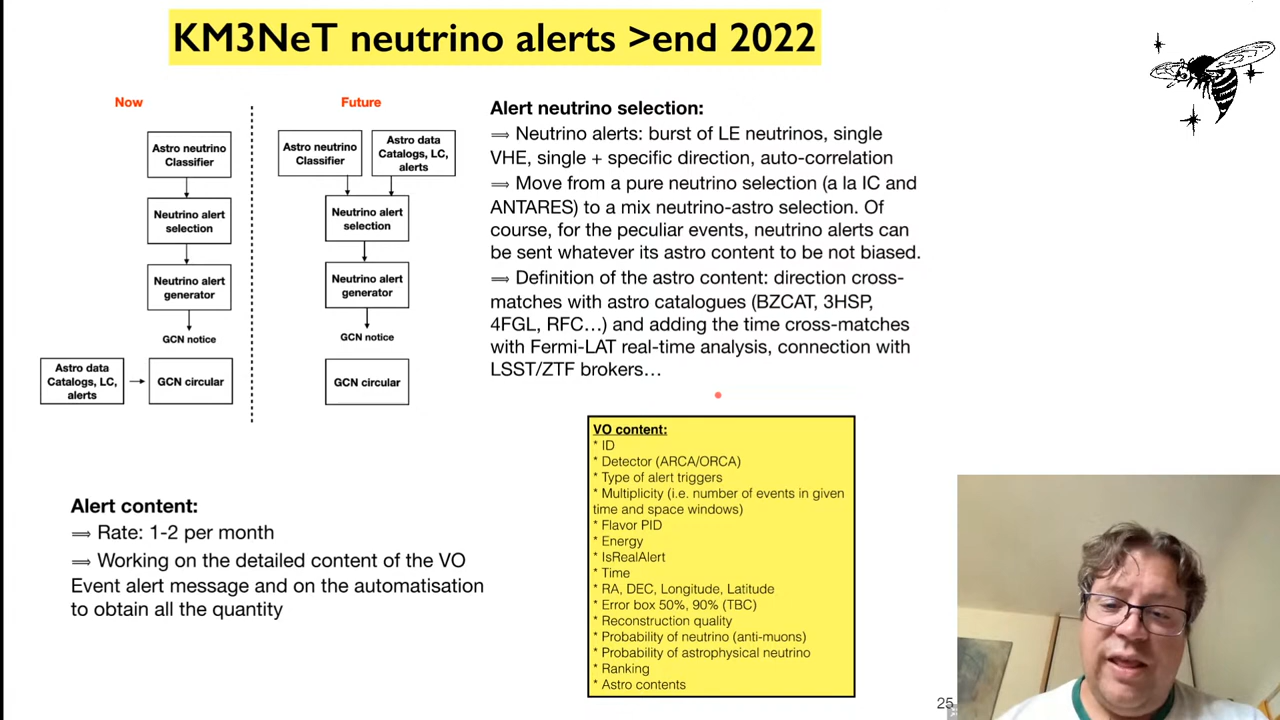 KM3NeT neutrino alerts >end 2022
Now
Astro neutrino
Classifier
Neutrino alert
selection
Neutrino alert
generator
GCN notice
Astro data
Catalogs, LC,
alerts
GCN circular
Future
Astro neutrino
Classifier
Astro data
Catalogs, LC,
alerts
Neutrino alert
selection
Neutrino alert
generator
GCN notice
GCN circular
Alert neutrino selection:
⟹ Neutrino alerts: burst of LE neutrinos, single
VHE, single + specific direction, auto-correlation
⟹ Move from a pure neutrino selection (a la IC and
ANTARES) to a mix neutrino-astro selection. Of
course, for the peculiar events, neutrino alerts can
be sent whatever its astro content to be not biased.
⟹ Definition of the astro content: direction cross-
matches with astro catalogues (BZCAT, 3HSP,
4FGL, RFC…) and adding the time cross-matches
with Fermi-LAT real-time analysis, connection with
LSST/ZTF brokers…
Alert content:
⟹ Rate: 1-2 per month
⟹ Working on the detailed content of the VO
Event alert message and on the automatisation
to obtain all the quantity
VO content:
* ID
* Detector (ARCA/ORCA)
* Type of alert triggers
* Multiplicity (i.e. number of events in given
time and space windows)
* Flavor PID
* Energy
* IsRealAlert
* Time
* RA, DEC, Longitude, Latitude
* Error box 50%, 90% (TBC)
* Reconstruction quality
* Probability of neutrino (anti-muons)
* Probability of astrophysical neutrino
* Ranking
* Astro contents
25